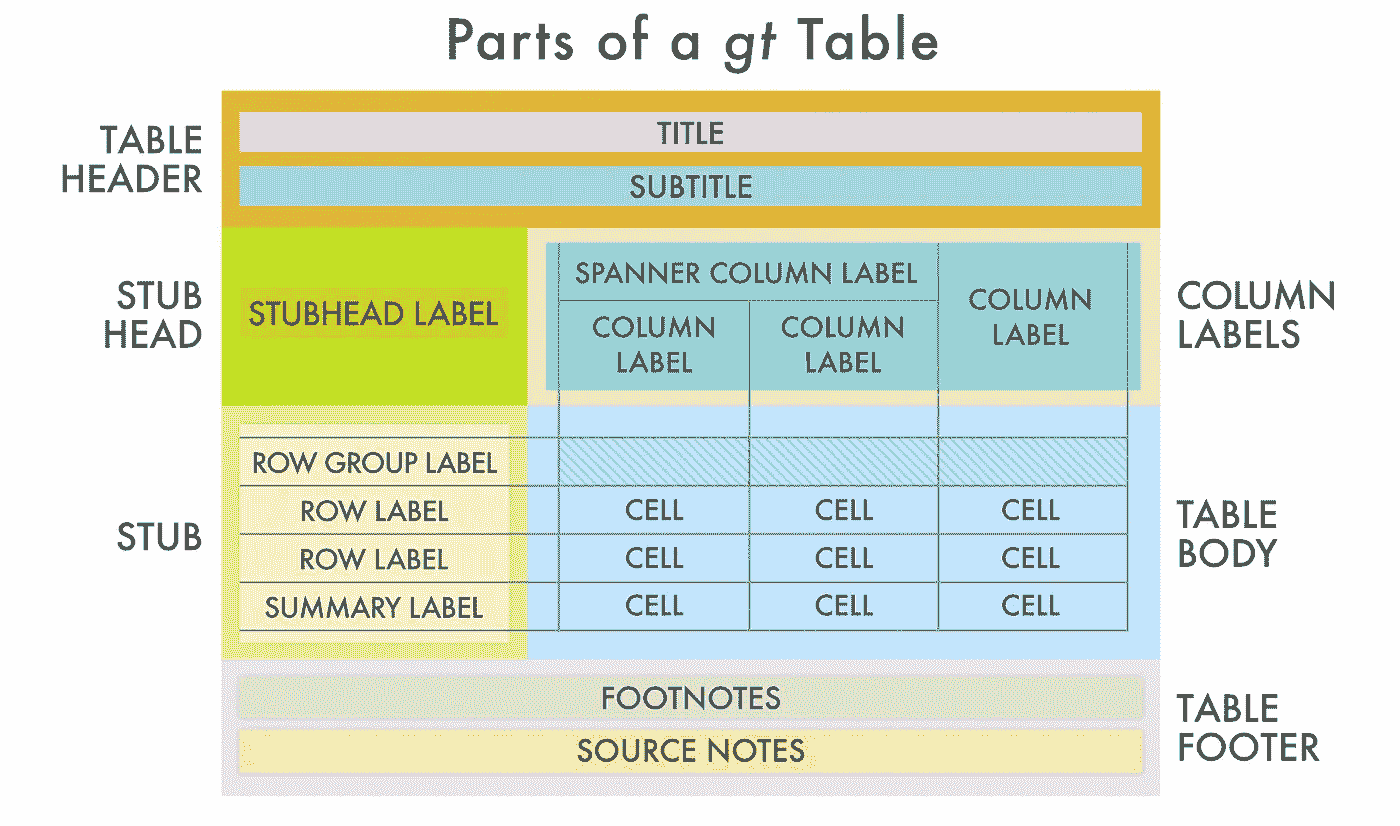 Parts of a gt Table
TABLE
HEADER
TITLE
SUBTITLE
STUB
HEAD
STUBHEAD LABEL
SPANNER COLUMN LABEL
COLUMN
LABEL
COLUMN
LABEL
COLUMN
LABEL
COLUMN
LABELS
STUB
ROW GROUP LABEL
ROW LABEL CELL CELL CELL
ROW LABEL CELL CELL CELL
SUMMARY LABEL CELL CELL CELL
TABLE
BODY
FOOTNOTES
SOURCE NOTES
TABLE
FOOTER